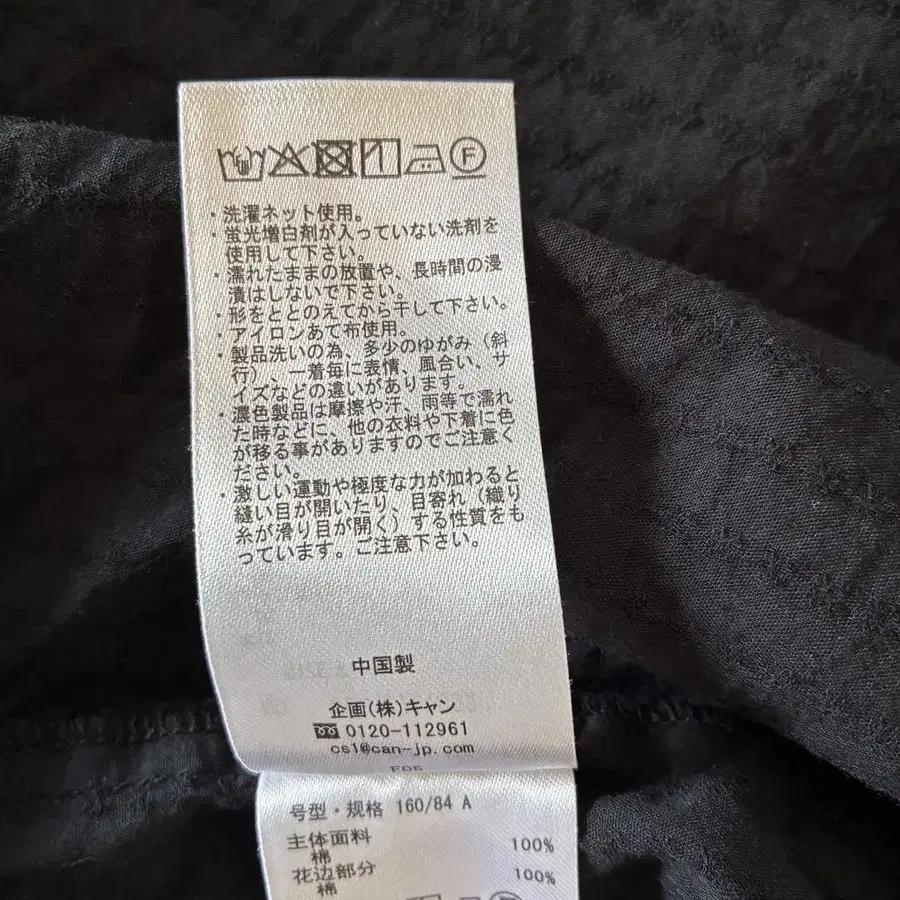 ・洗濯ネット使用。
・蛍光増白剤が入っていない洗剤を
使用して下さい。
・濡れたままの放置や、長時間の浸
漬はしないで下さい。
・形をととのえてから干して下さい。
・アイロンあて布使用。
・製品洗いの為、多少のゆがみ（斜
行）、一着毎に表情、風合い、サ
イズなどの違いがあります。
・濃色製品は摩擦や汗、雨等で濡れ
た時などに、他の衣料や下着に色
が移る事がありますのでご注意く
ださい。
・激しい運動や極度な力が加わると
縫い目が開いたり、目寄れ（織り
糸が滑り目が開く）する性質をも
っています。ご注意下さい。
中国製
企画(株)キャン
0120-112961
cs1@can-jp.com
号型・规格 160/84 A
主体面料 100%
棉
花边部分 100%
棉